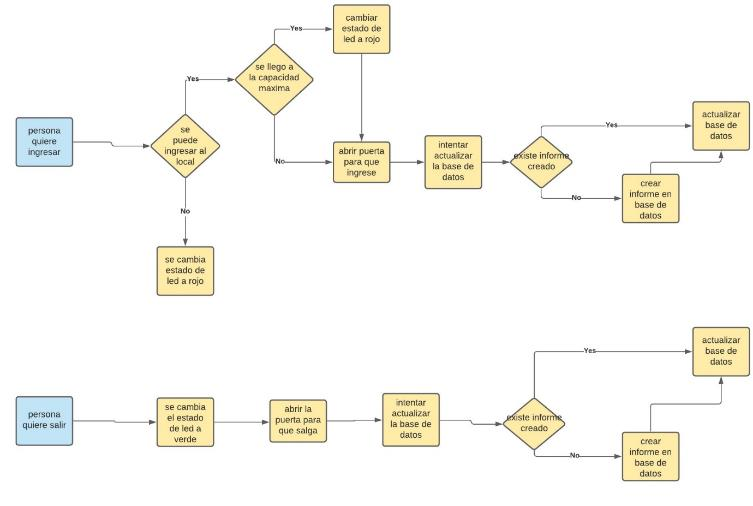 cambiar
estado de
led a rojo
Yes
se llego a
la capacidad
maxima
Yes
No
persona
quiere
ingresar
se
puede
ingresar al
local
No
se cambia
estado de
led a rojo
abrir puerta
para que
ingrese
intentar
actualizar
la base de
datos
existe informe
creado
Yes
No
actualizar
base de
datos
crear
informe en
base de
datos
persona
quiere salir
se cambia
el estado
de led a
verde
abrir la
puerta para
que salga
intentar
actualizar
la base de
datos
existe informe
creado
Yes
No
actualizar
base de
datos
crear
informe en
base de
datos